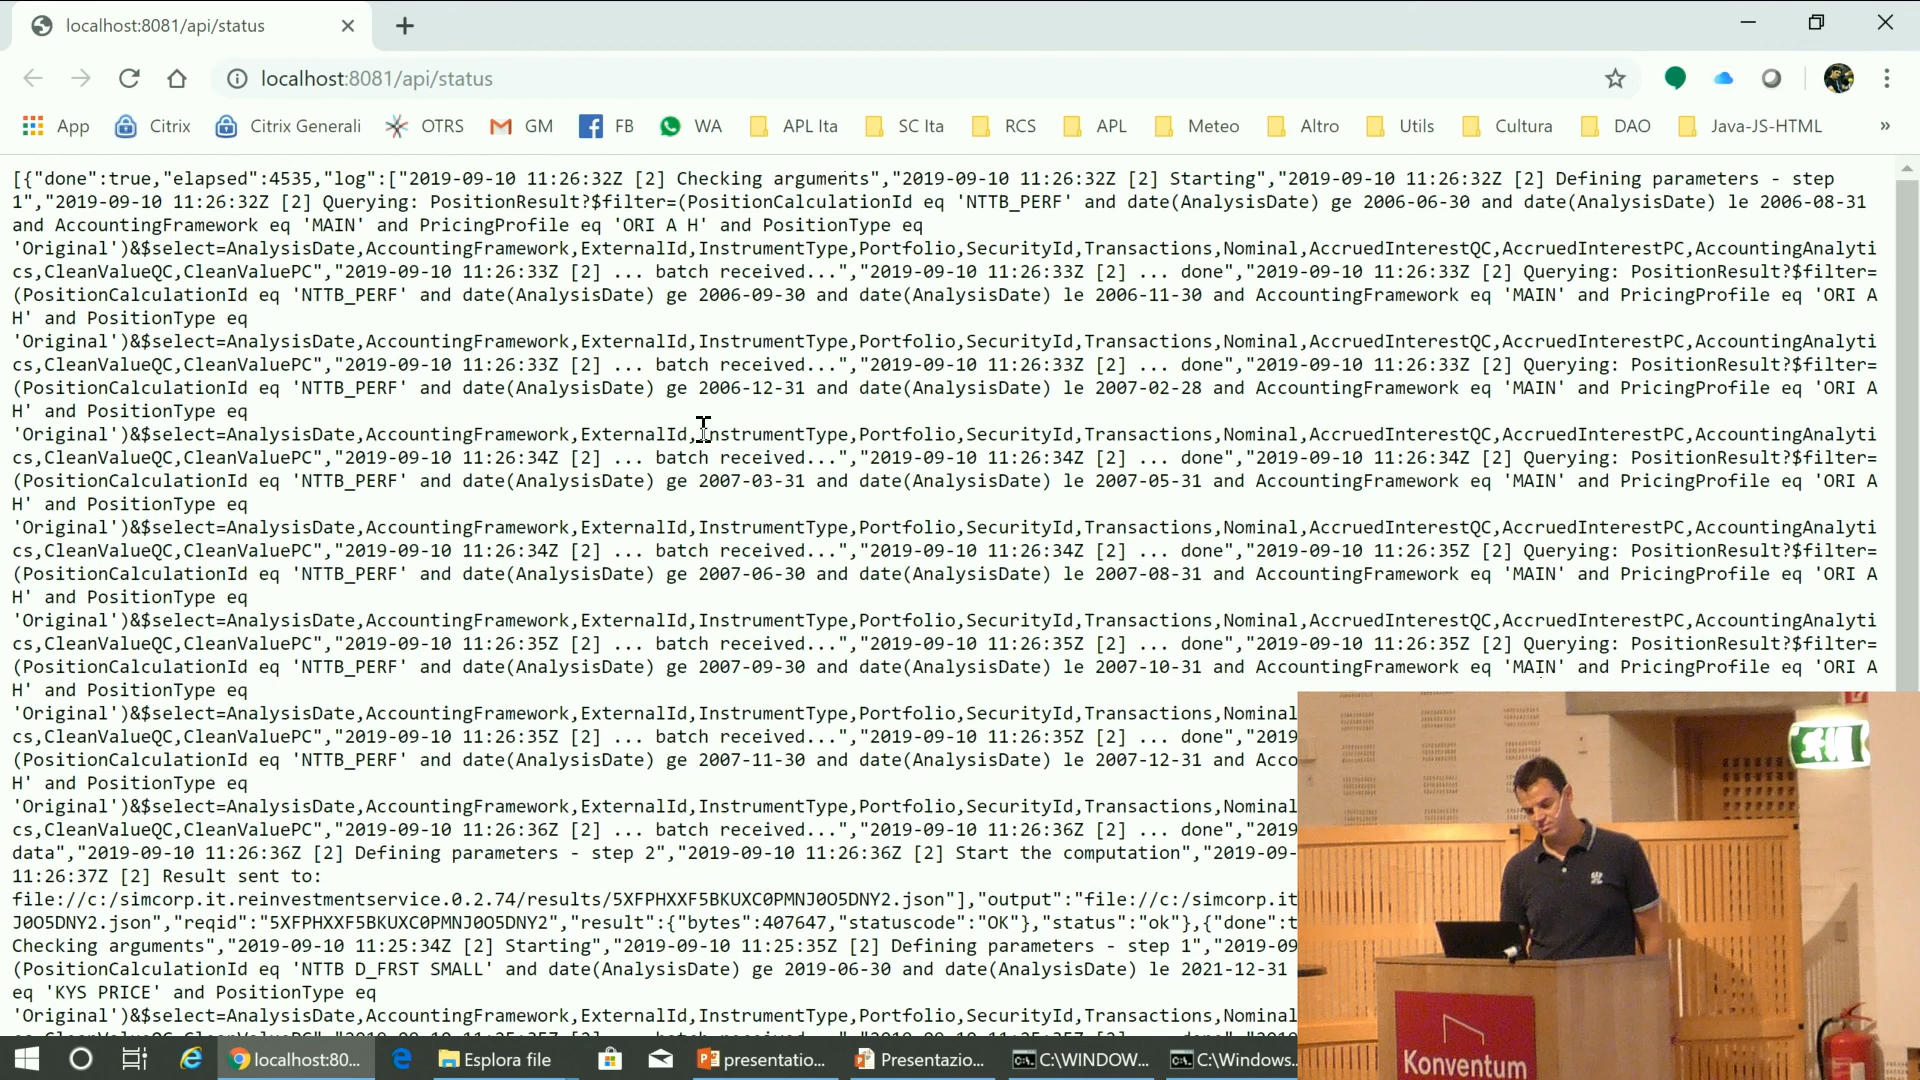 localhost:8081/api/status
localhost:8081/api/status
App Citrix Citrix Generali OTRS GM FB WA APL Ita SC Ita RCS APL Meteo Altro Utils Cultura DAO Java-JS-HTML »
[{"done":true,"elapsed":4535,"log":["2019-09-10 11:26:32Z [2] Checking arguments","2019-09-10 11:26:32Z [2] Starting","2019-09-10 11:26:32Z [2] Defining parameters - step
1","2019-09-10 11:26:32Z [2] Querying: PositionResult?$filter=(PositionCalculationId eq 'NTTB_PERF' and date(AnalysisDate) ge 2006-06-30 and date(AnalysisDate) le 2006-08-31
and AccountingFramework eq 'MAIN' and PricingProfile eq 'ORI A H' and PositionType eq
'Original')&$select=AnalysisDate,AccountingFramework,ExternalId,InstrumentType,Portfolio,SecurityId,Transactions,Nominal,AccruedInterestQC,AccruedInterestPC,AccountingAnalyti
cs,CleanValueQC,CleanValuePC","2019-09-10 11:26:33Z [2] ... batch received...","2019-09-10 11:26:33Z [2] ... done","2019-09-10 11:26:33Z [2] Querying: PositionResult?$filter=
(PositionCalculationId eq 'NTTB_PERF' and date(AnalysisDate) ge 2006-09-30 and date(AnalysisDate) le 2006-11-30 and AccountingFramework eq 'MAIN' and PricingProfile eq 'ORI A
H' and PositionType eq
'Original')&$select=AnalysisDate,AccountingFramework,ExternalId,InstrumentType,Portfolio,SecurityId,Transactions,Nominal,AccruedInterestQC,AccruedInterestPC,AccountingAnalyti
cs,CleanValueQC,CleanValuePC","2019-09-10 11:26:33Z [2] ... batch received...","2019-09-10 11:26:33Z [2] ... done","2019-09-10 11:26:33Z [2] Querying: PositionResult?$filter=
(PositionCalculationId eq 'NTTB_PERF' and date(AnalysisDate) ge 2006-12-31 and date(AnalysisDate) le 2007-02-28 and AccountingFramework eq 'MAIN' and PricingProfile eq 'ORI A
H' and PositionType eq
'Original')&$select=AnalysisDate,AccountingFramework,ExternalId,InstrumentType,Portfolio,SecurityId,Transactions,Nominal,AccruedInterestQC,AccruedInterestPC,AccountingAnalyti
cs,CleanValueQC,CleanValuePC","2019-09-10 11:26:34Z [2] ... batch received...","2019-09-10 11:26:34Z [2] ... done","2019-09-10 11:26:34Z [2] Querying: PositionResult?$filter=
(PositionCalculationId eq 'NTTB_PERF' and date(AnalysisDate) ge 2007-03-31 and date(AnalysisDate) le 2007-05-31 and AccountingFramework eq 'MAIN' and PricingProfile eq 'ORI A
H' and PositionType eq
'Original')&$select=AnalysisDate,AccountingFramework,ExternalId,InstrumentType,Portfolio,SecurityId,Transactions,Nominal,AccruedInterestQC,AccruedInterestPC,AccountingAnalyti
cs,CleanValueQC,CleanValuePC","2019-09-10 11:26:34Z [2] ... batch received...","2019-09-10 11:26:34Z [2] ... done","2019-09-10 11:26:35Z [2] Querying: PositionResult?$filter=
(PositionCalculationId eq 'NTTB_PERF' and date(AnalysisDate) ge 2007-06-30 and date(AnalysisDate) le 2007-08-31 and AccountingFramework eq 'MAIN' and PricingProfile eq 'ORI A
H' and PositionType eq
'Original')&$select=AnalysisDate,AccountingFramework,ExternalId,InstrumentType,Portfolio,SecurityId,Transactions,Nominal,AccruedInterestQC,AccruedInterestPC,AccountingAnalyti
cs,CleanValueQC,CleanValuePC","2019-09-10 11:26:35Z [2] ... batch received...","2019-09-10 11:26:35Z [2] ... done","2019-09-10 11:26:35Z [2] Querying: PositionResult?$filter=
(PositionCalculationId eq 'NTTB_PERF' and date(AnalysisDate) ge 2007-09-30 and date(AnalysisDate) le 2007-10-31 and AccountingFramework eq 'MAIN' and PricingProfile eq 'ORI A
H' and PositionType eq
'Original')&$select=AnalysisDate,AccountingFramework,ExternalId,InstrumentType,Portfolio,SecurityId,Transactions,Nominal
cs,CleanValueQC,CleanValuePC","2019-09-10 11:26:35Z [2] ... batch received...","2019-09-10 11:26:35Z [2] ... done","2019
(PositionCalculationId eq 'NTTB_PERF' and date(AnalysisDate) ge 2007-11-30 and date(AnalysisDate) le 2007-12-31 and Acco
H' and PositionType eq
'Original')&$select=AnalysisDate,AccountingFramework,ExternalId,InstrumentType,Portfolio,SecurityId,Transactions,Nominal
cs,CleanValueQC,CleanValuePC","2019-09-10 11:26:36Z [2] ... batch received...","2019-09-10 11:26:36Z [2] ... done","2019
data","2019-09-10 11:26:36Z [2] Defining parameters - step 2","2019-09-10 11:26:36Z [2] Start the computation","2019-09-
11:26:37Z [2] Result sent to:
file://c:/simcorp.it.reinvestmentservice.0.2.74/results/5XFPHXXF5BKUXC0PMNJ0O5DNY2.json"],"output":"file://c:/simcorp.it
J0O5DNY2.json","reqid":"5XFPHXXF5BKUXC0PMNJ0O5DNY2","result":{"bytes":407647,"statuscode":"OK"},"status":"ok"},{"done":t
Checking arguments","2019-09-10 11:25:34Z [2] Starting","2019-09-10 11:25:35Z [2] Defining parameters - step 1","2019-09
(PositionCalculationId eq 'NTTB D_FRST SMALL' and date(AnalysisDate) ge 2019-06-30 and date(AnalysisDate) le 2021-12-31
eq 'KYS PRICE' and PositionType eq
'Original')&$select=AnalysisDate,AccountingFramework,ExternalId,InstrumentType,Portfolio,SecurityId,Transactions,Nominal
Konventum
localhost:80... Esplora file presentatio... Presentazio... C:\WINDOW... C:\Windows...